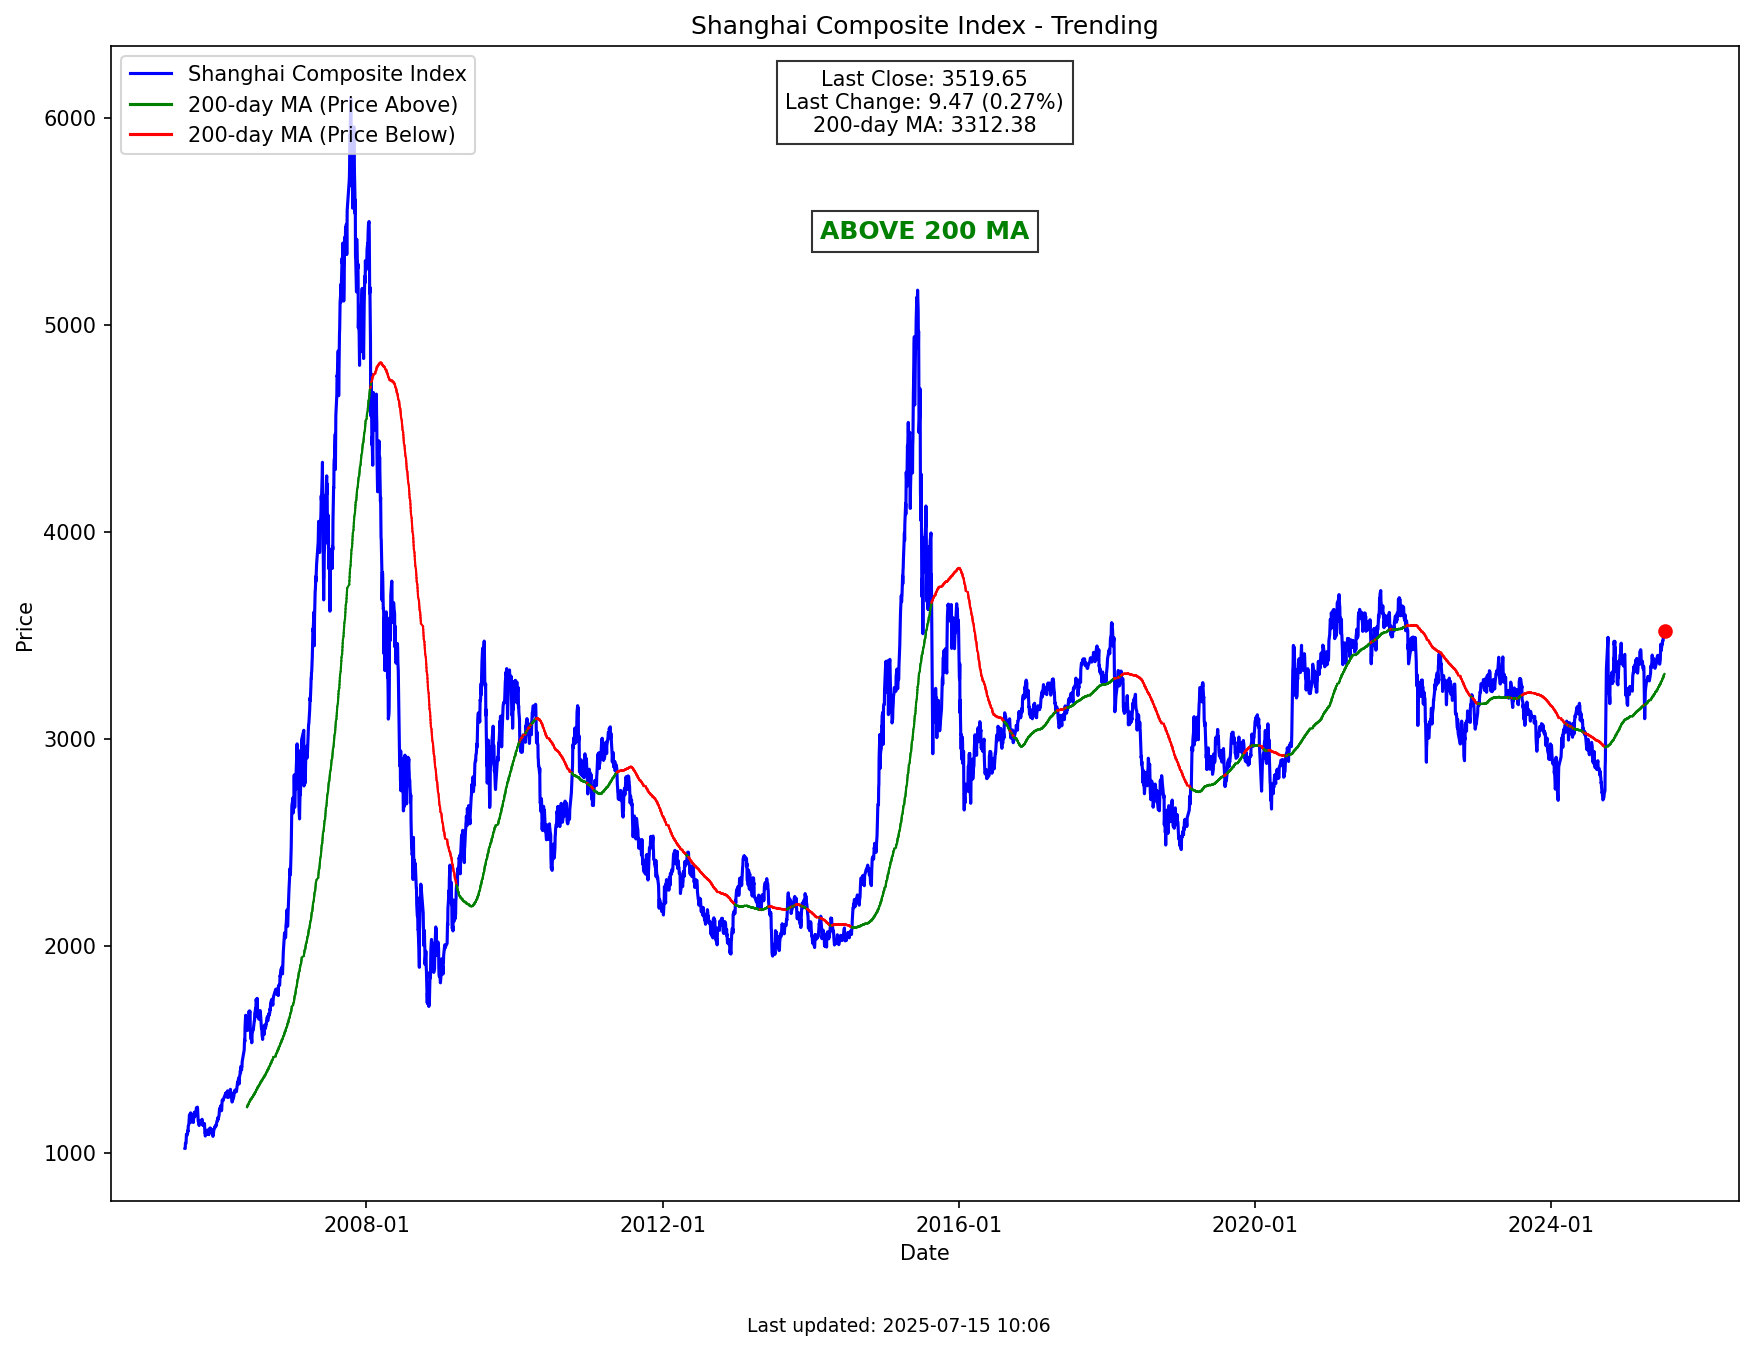 Shanghai Composite Index - Trending
Shanghai Composite Index
200-day MA (Price Above)
200-day MA (Price Below)
Last Close: 3519.65
Last Change: 9.47 (0.27%)
200-day MA: 3312.38
ABOVE 200 MA
Price
6000
5000
4000
3000
2000
1000
2008-01
2012-01
2016-01
2020-01
2024-01
Date
Last updated: 2025-07-15 10:06